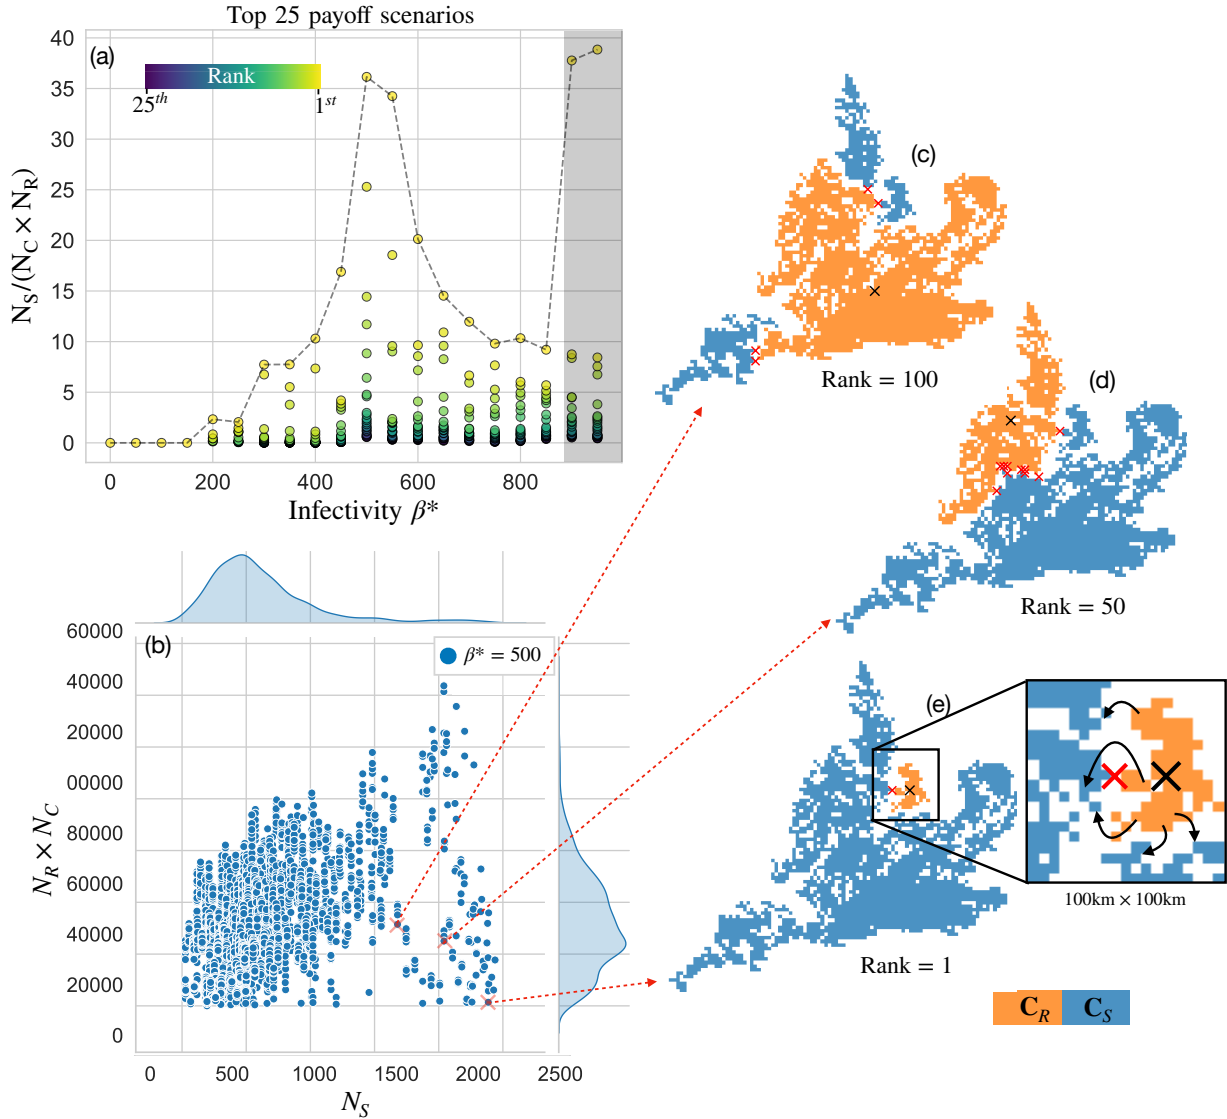 Top 25 payoff scenarios
(a)
Rank
25th
1st
40
35
30
25
20
15
10
5
0
N_S/(N_C × N_R)
0
200
400
600
800
Infectivity β*
(b)
β* = 500
60000
40000
20000
00000
80000
60000
40000
20000
0
N_R × N_C
0
500
1000
1500
2000
2500
N_S
(c)
Rank = 100
(d)
Rank = 50
(e)
100km × 100km
Rank = 1
C_R
C_S